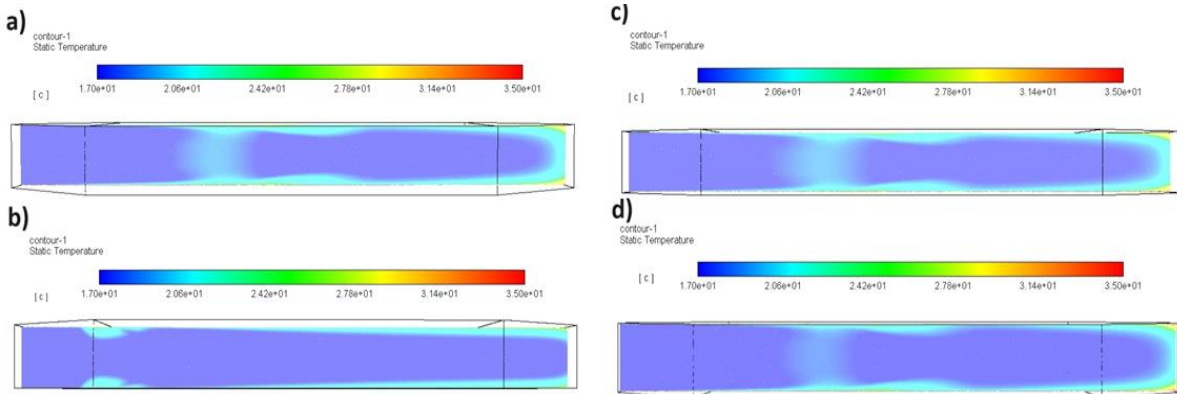 a)
contour-1
Static Temperature
[ c ]
1.70e+01 2.06e+01 2.42e+01 2.78e+01 3.14e+01 3.50e+01
b)
contour-1
Static Temperature
[ c ]
1.70e+01 2.06e+01 2.42e+01 2.78e+01 3.14e+01 3.50e+01
c)
contour-1
Static Temperature
[ c ]
1.70e+01 2.06e+01 2.42e+01 2.78e+01 3.14e+01 3.50e+01
d)
contour-1
Static Temperature
[ c ]
1.70e+01 2.06e+01 2.42e+01 2.78e+01 3.14e+01 3.50e+01